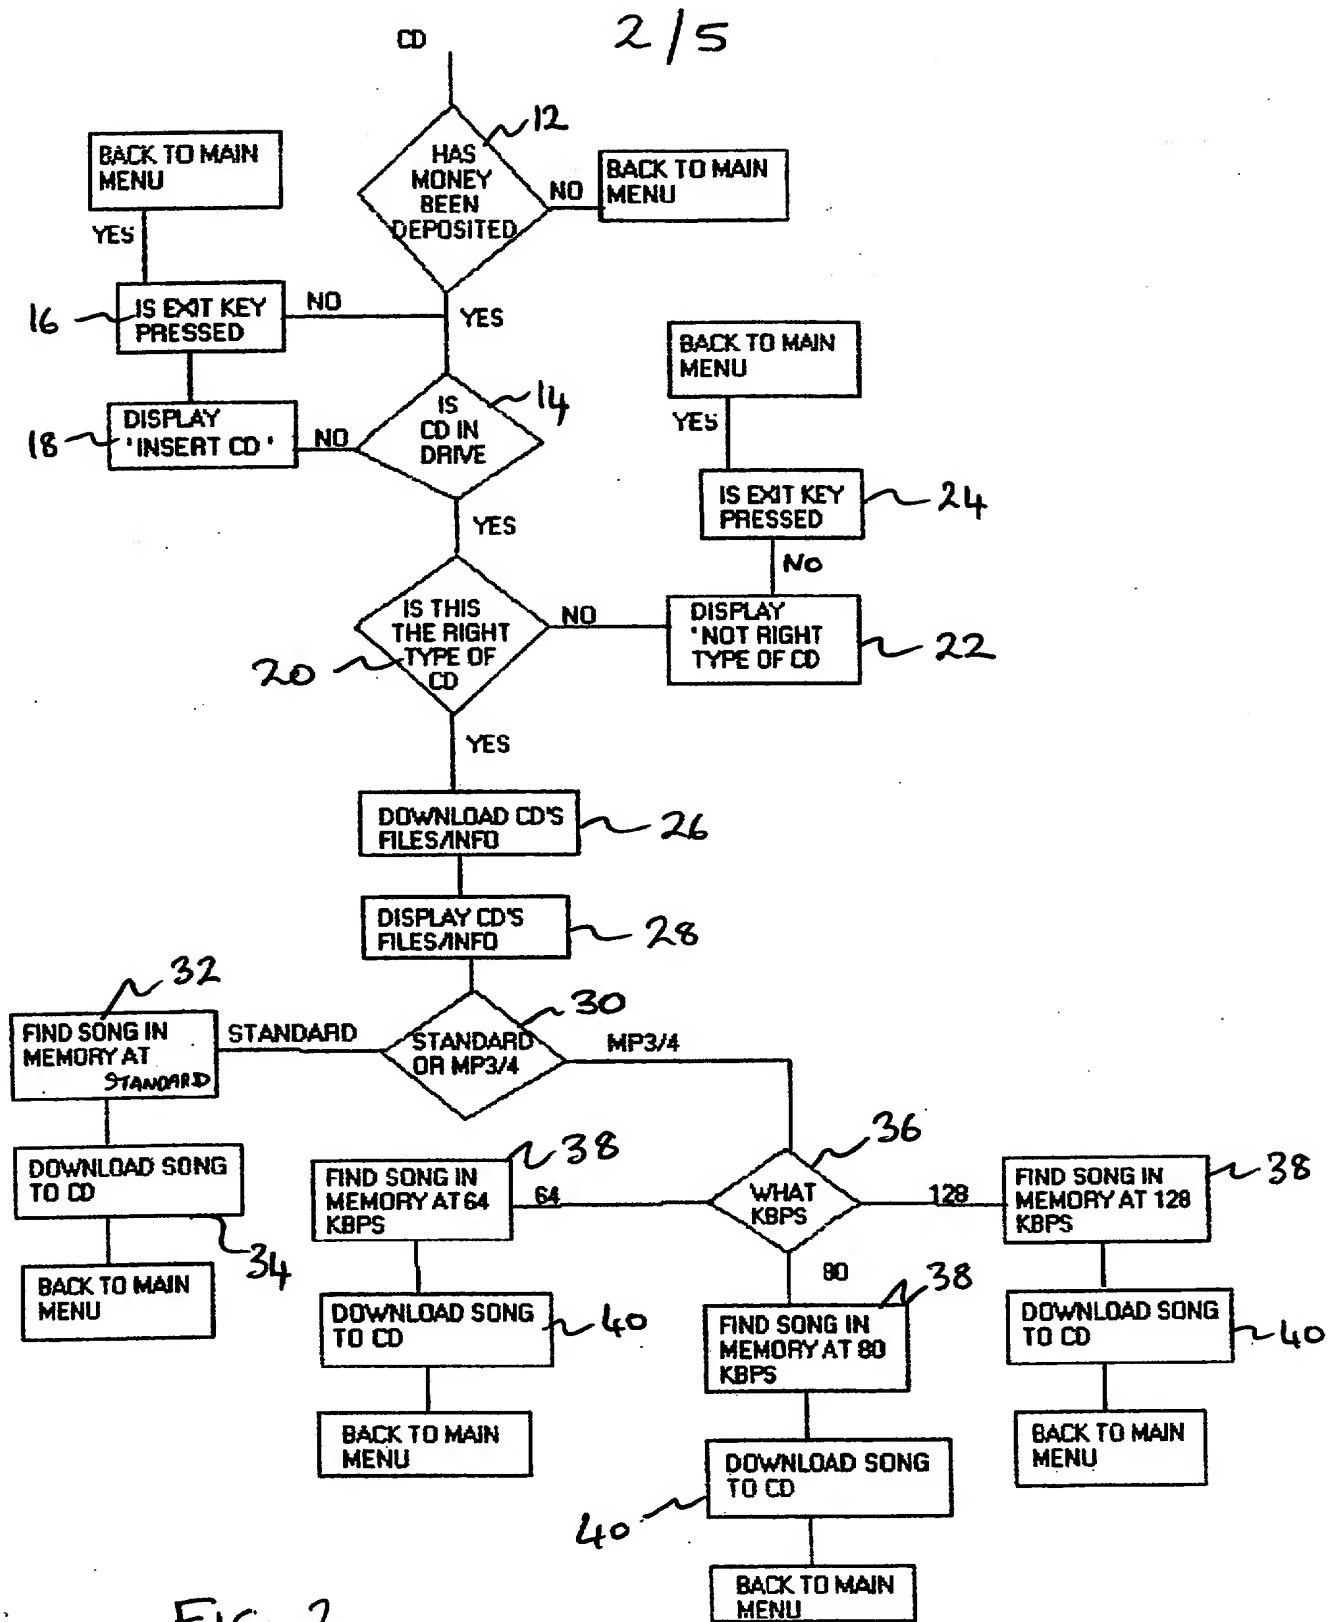 CD
2/5
12
HAS
MONEY
BEEN
DEPOSITED
NO
BACK TO MAIN
MENU
BACK TO MAIN
MENU
YES
16
IS EXIT KEY
PRESSED
NO
YES
18
DISPLAY
'INSERT CD'
NO
14
IS
CD IN
DRIVE
YES
BACK TO MAIN
MENU
YES
IS EXIT KEY
PRESSED
24
NO
20
IS THIS
THE RIGHT
TYPE OF
CD
NO
DISPLAY
'NOT RIGHT
TYPE OF CD
22
YES
DOWNLOAD CD'S
FILES/INFO
26
DISPLAY CD'S
FILES/INFO
28
30
STANDARD
OR MP3/4
STANDARD
MP3/4
32
FIND SONG IN
MEMORY AT
STANDARD
DOWNLOAD SONG
TO CD
34
BACK TO MAIN
MENU
36
WHAT
KBPS
64
38
FIND SONG IN
MEMORY AT 64
KBPS
DOWNLOAD SONG
TO CD
40
BACK TO MAIN
MENU
80
38
FIND SONG IN
MEMORY AT 80
KBPS
DOWNLOAD SONG
TO CD
40
BACK TO MAIN
MENU
128
38
FIND SONG IN
MEMORY AT 128
KBPS
DOWNLOAD SONG
TO CD
40
BACK TO MAIN
MENU
FIG. 2